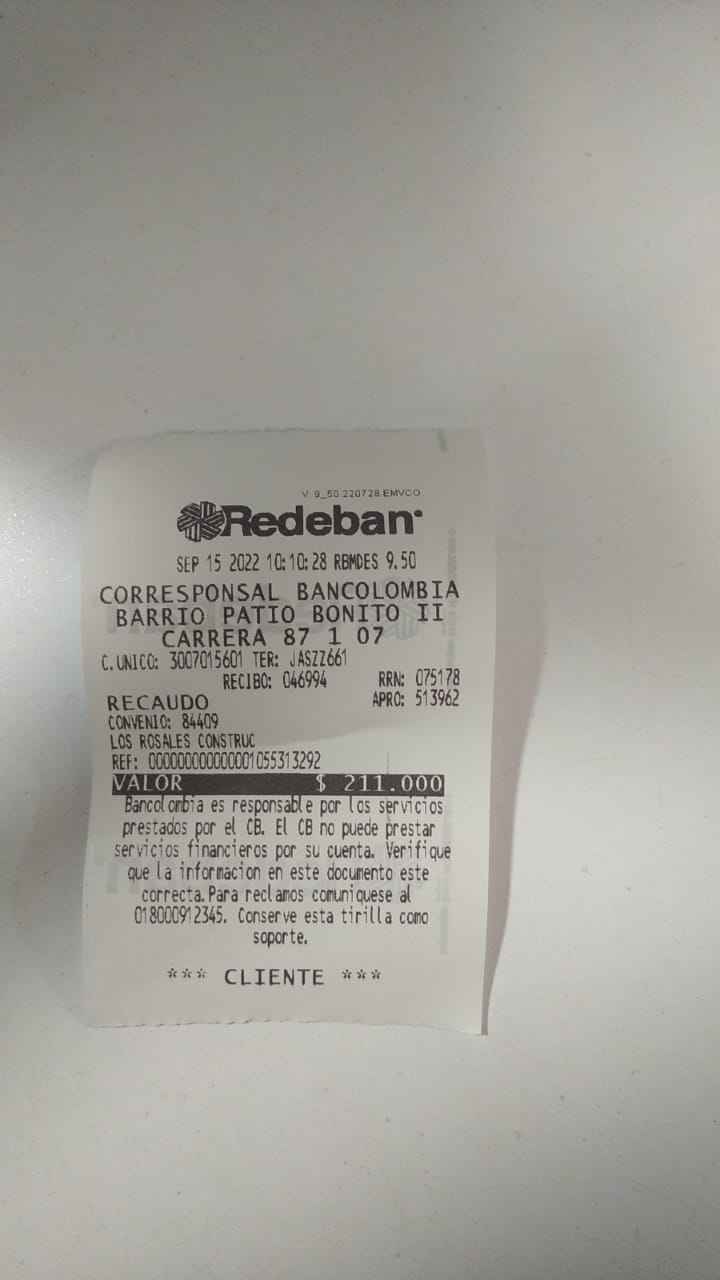 V. 9_50.220728.EMVCO
Redeban
SEP 15 2022 10:10:28 RBMDES 9.50
CORRESPONSAL BANCOLOMBIA
BARRIO PATIO BONITO II
CARRERA 87 1 07
C.UNICO: 3007015601 TER: JASZZ661
RECIBO: 046994 RRN: 075178
RECAUDO APRO: 513962
CONVENIO: 84409
LOS ROSALES CONSTRUC
REF: 00000000000001055313292
VALOR $ 211.000
Bancolombia es responsable por los servicios
prestados por el CB. El CB no puede prestar
servicios financieros por su cuenta. Verifique
que la informacion en este documento este
correcta.Para reclamos comuniquese al
018000912345. Conserve esta tirilla como
soporte.
*** CLIENTE ***